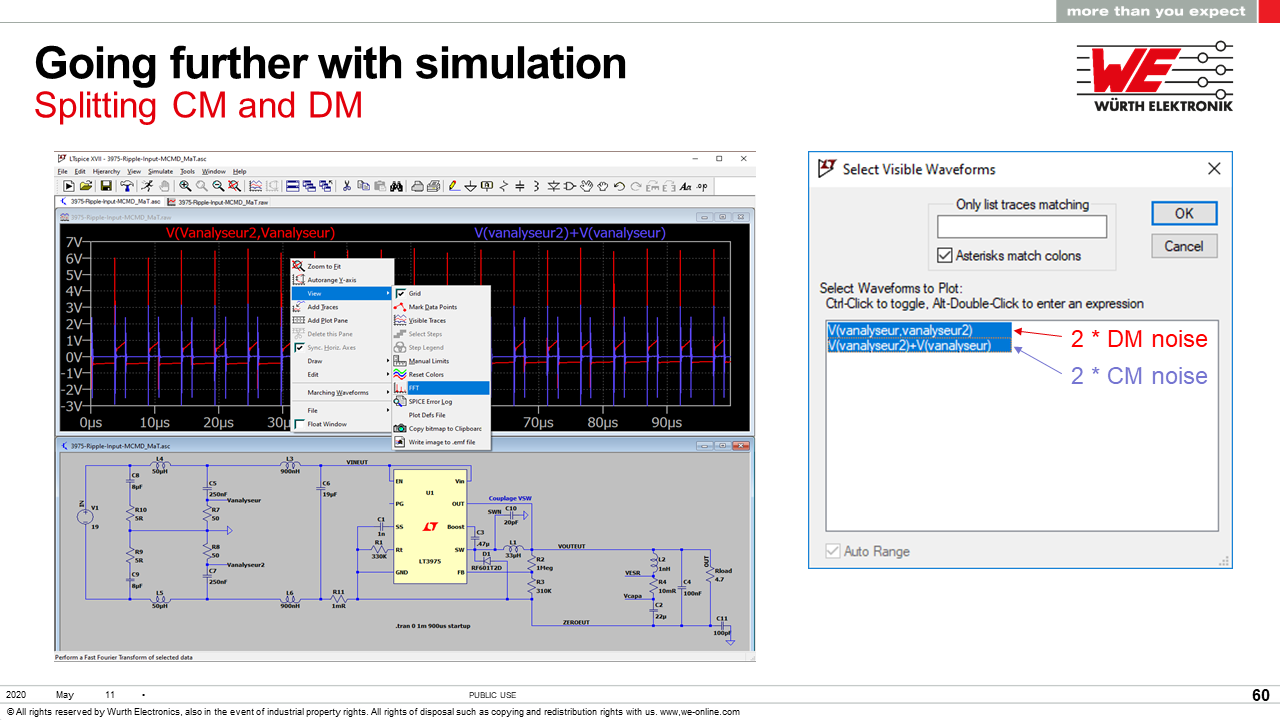 more than you expect
Going further with simulation
Splitting CM and DM
WE
WÜRTH ELEKTRONIK
LTspice XVII - 3975-Ripple-Input-MCMD_MaT.asc
File Edit Hierarchy View Simulate Tools Window Help
3975-Ripple-Input-MCMD_MaT.asc 3975-Ripple-Input-MCMD_MaT.raw
3975-Ripple-Input-MCMD_MaT.raw
V(Vanalyseur2,Vanalyseur) V(vanalyseur2)+V(vanalyseur)
7V
6V
5V
4V
3V
2V
1V
0V
-1V
-2V
-3V
0µs 10µs 20µs 70µs 80µs 90µs
Zoom to Fit
Autorange Y-axis
View
Add Traces
Add Plot Pane
Delete this Pane
Sync. Horiz. Axes
Draw
Edit
Marching Waveforms
File
Float Window
Grid
Mark Data Points
Visible Traces
Select Steps
Step Legend
Manual Limits
Reset Colors
FFT
SPICE Error Log
Plot Defs File
Copy bitmap to Clipboard
Write image to .emf file
3975-Ripple-Input-MCMD_MaT.asc
L4
50µH
L3
900nH
VINEUT
C8
8µF
C5
250nF
Vanalyseur
C6
19µF
IN
V1
19
R10
5R
R7
50
R9
5R
R8
50
Vanalyseur2
C9
8µF
C7
250nF
L5
50µH
L6
900nH
R11
1mR
C1
1n
R1
330K
EN Vin
U1
PG OUT
SS Boost
Rt SW
LT3975
GND FB
Couplage VSW
SWN
C10
20pF
C3
.47µ
D1
RF601T2D
L1
33µH
VOUTEUT
R2
1Meg
R3
310K
L2
1nH
VESR
R4
10mR
Vcapa
C2
22µ
C4
100nF
OUT
Rload
4.7
C11
100pF
ZEROEUT
.tran 0 1m 900us startup
Perform a Fast Fourier Transform of selected data
Select Visible Waveforms
Only list traces matching
Asterisks match colons
OK
Cancel
Select Waveforms to Plot:
Ctrl-Click to toggle, Alt-Double-Click to enter an expression
V(vanalyseur,vanalyseur2)
V(vanalyseur2)+V(vanalyseur)
2 * DM noise
2 * CM noise
Auto Range
2020 May 11 • PUBLIC USE 60
© All rights reserved by Wurth Electronics, also in the event of industrial property rights. All rights of disposal such as copying and redistribution rights with us. www,we-online.com